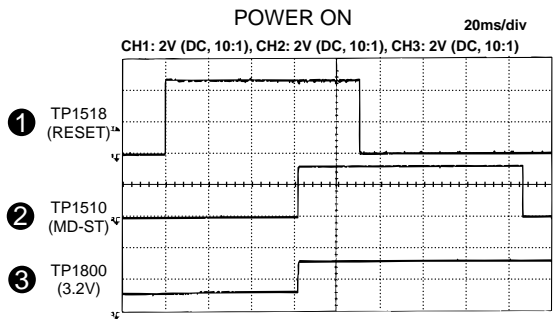 POWER ON
20ms/div
CH1: 2V (DC, 10:1), CH2: 2V (DC, 10:1), CH3: 2V (DC, 10:1)
1 TP1518
(RESET)
2 TP1510
(MD-ST)
3 TP1800
(3.2V)